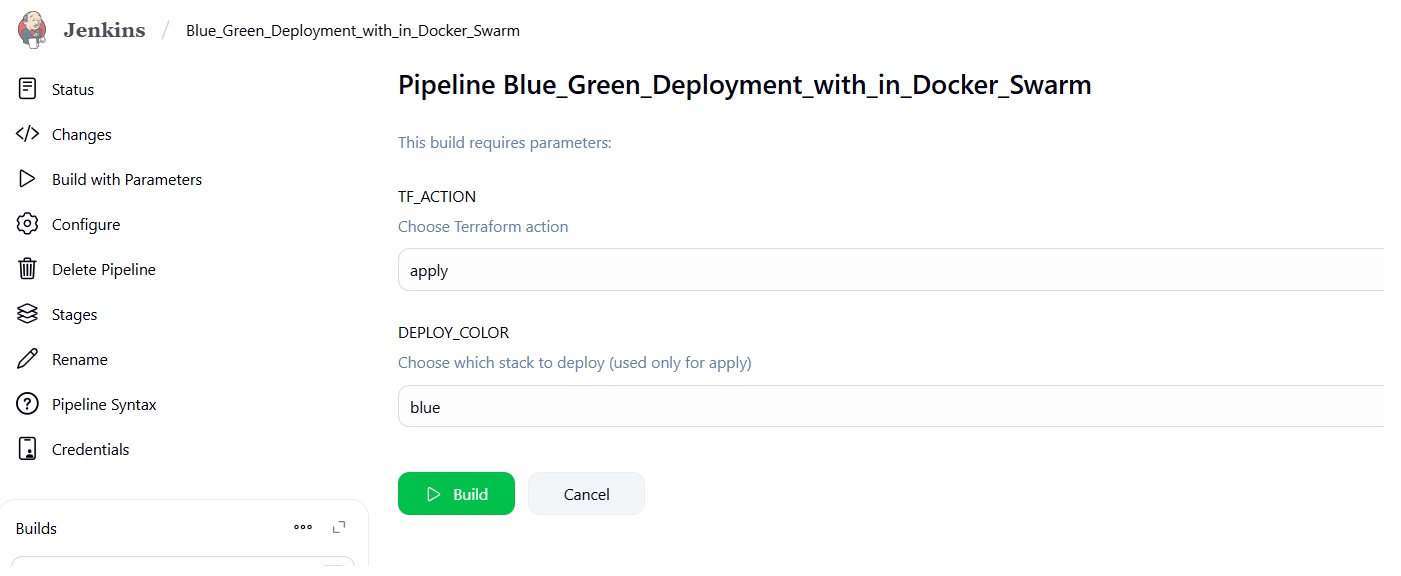 Jenkins / Blue_Green_Deployment_with_in_Docker_Swarm
Status
Changes
Build with Parameters
Configure
Delete Pipeline
Stages
Rename
Pipeline Syntax
Credentials
Builds
Pipeline Blue_Green_Deployment_with_in_Docker_Swarm
This build requires parameters:
TF_ACTION
Choose Terraform action
apply
DEPLOY_COLOR
Choose which stack to deploy (used only for apply)
blue
Build
Cancel